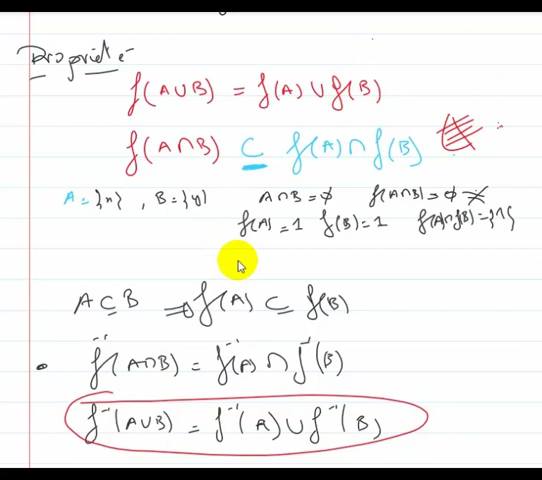 Propriété
f(A∪B) = f(A) ∪ f(B)
f(A∩B) ⊆ f(A) ∩ f(B)
A = {x} , B = {y} A∩B = ∅ f(A∩B) = ∅
f(A) = 1 f(B) = 1 f(A)∩f(B) = {1}
A ⊆ B ⇒ f(A) ⊆ f(B)
• f⁻¹(A∩B) = f⁻¹(A) ∩ f⁻¹(B)
f⁻¹(A∪B) = f⁻¹(A) ∪ f⁻¹(B)